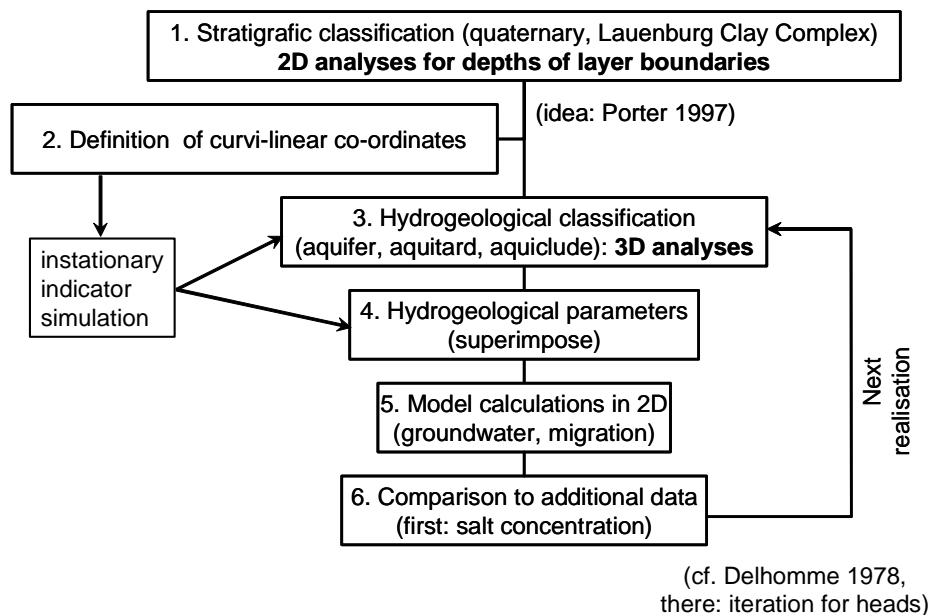 1. Stratigrafic classification (quaternary, Lauenburg Clay Complex)
2D analyses for depths of layer boundaries
(idea: Porter 1997)
2. Definition of curvi-linear co-ordinates
3. Hydrogeological classification
(aquifer, aquitard, aquiclude): 3D analyses
instationary
indicator
simulation
4. Hydrogeological parameters
(superimpose)
5. Model calculations in 2D
(groundwater, migration)
Next
realisation
6. Comparison to additional data
(first: salt concentration)
(cf. Delhomme 1978,
there: iteration for heads)